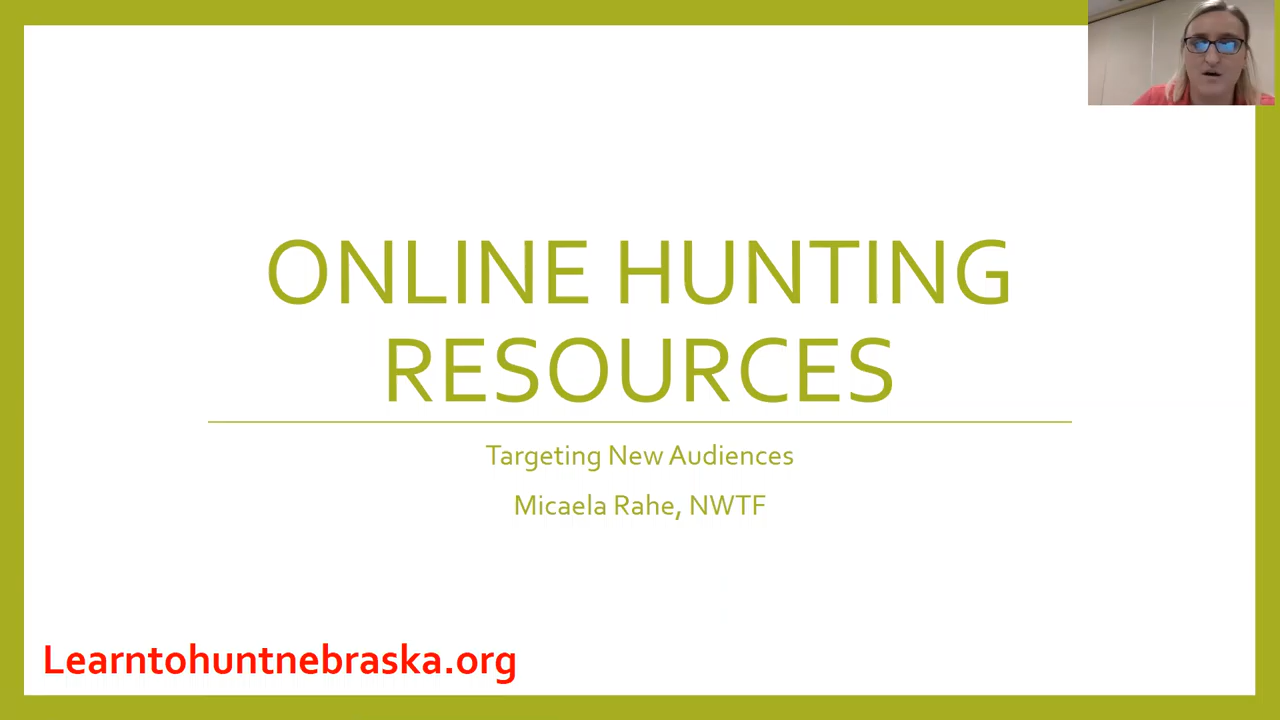 ONLINE HUNTING
RESOURCES
Targeting New Audiences
Micaela Rahe, NWTF
Learntohuntnebraska.org